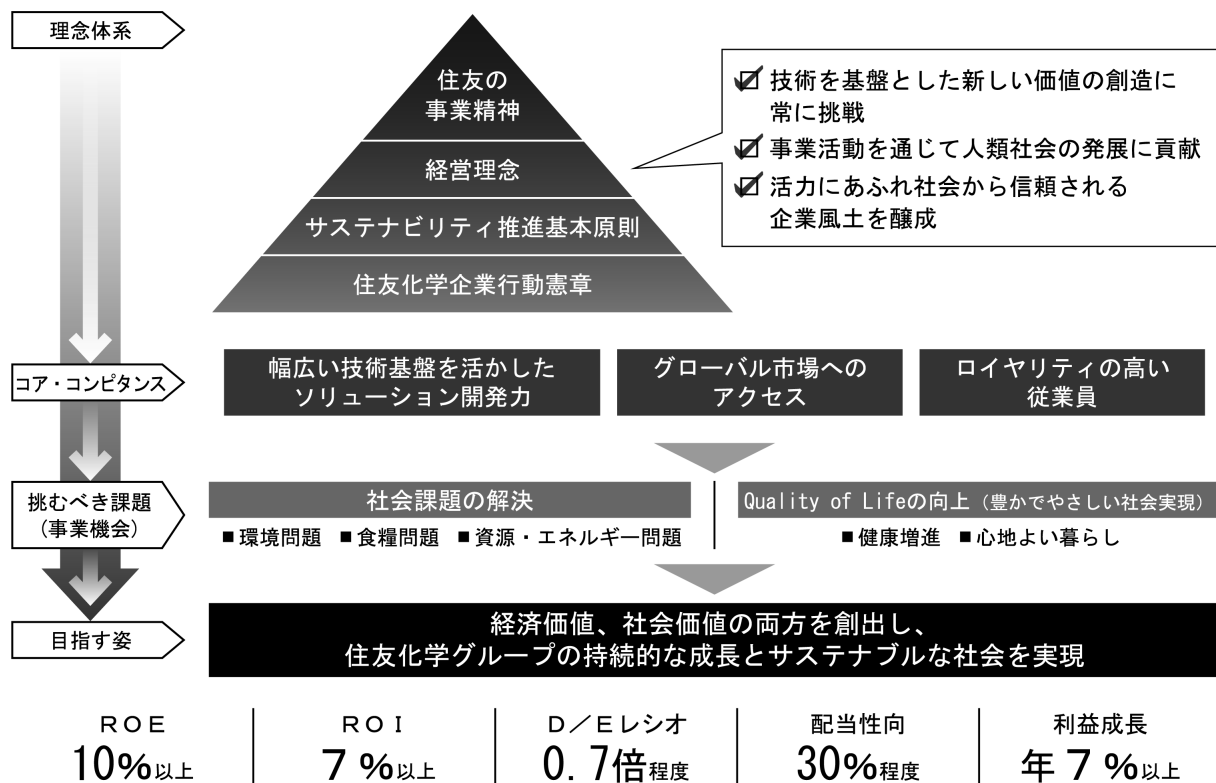 理念体系
住友の
事業精神
経営理念
サステナビリティ推進基本原則
住友化学企業行動憲章
技術を基盤とした新しい価値の創造に
常に挑戦
事業活動を通じて人類社会の発展に貢献
活力にあふれ社会から信頼される
企業風土を醸成
コア・コンピタンス
幅広い技術基盤を活かした
ソリューション開発力
グローバル市場への
アクセス
ロイヤリティの高い
従業員
挑むべき課題
(事業機会)
社会課題の解決
■環境問題 ■食糧問題 ■資源・エネルギー問題
Quality of Lifeの向上(豊かでやさしい社会実現)
■健康増進 ■心地よい暮らし
目指す姿
経済価値、社会価値の両方を創出し、
住友化学グループの持続的な成長とサステナブルな社会を実現
ROE
10%以上
ROI
7%以上
D/Eレシオ
0.7倍程度
配当性向
30%程度
利益成長
年7%以上